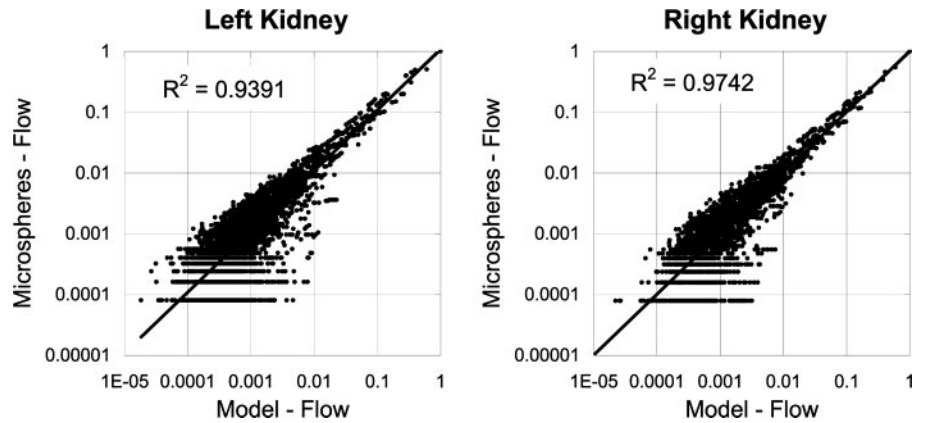 Left Kidney
R² = 0.9391
Microspheres - Flow
1
0.1
0.01
0.001
0.0001
0.00001
1E-05 0.0001 0.001 0.01 0.1 1
Model - Flow
Right Kidney
R² = 0.9742
Microspheres - Flow
1
0.1
0.01
0.001
0.0001
0.00001
1E-05 0.0001 0.001 0.01 0.1 1
Model - Flow